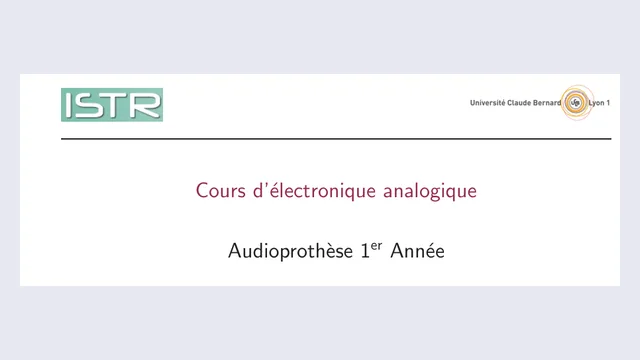 ISTR
Université Claude Bernard Lyon 1
Cours d'électronique analogique
Audioprothèse 1er Année